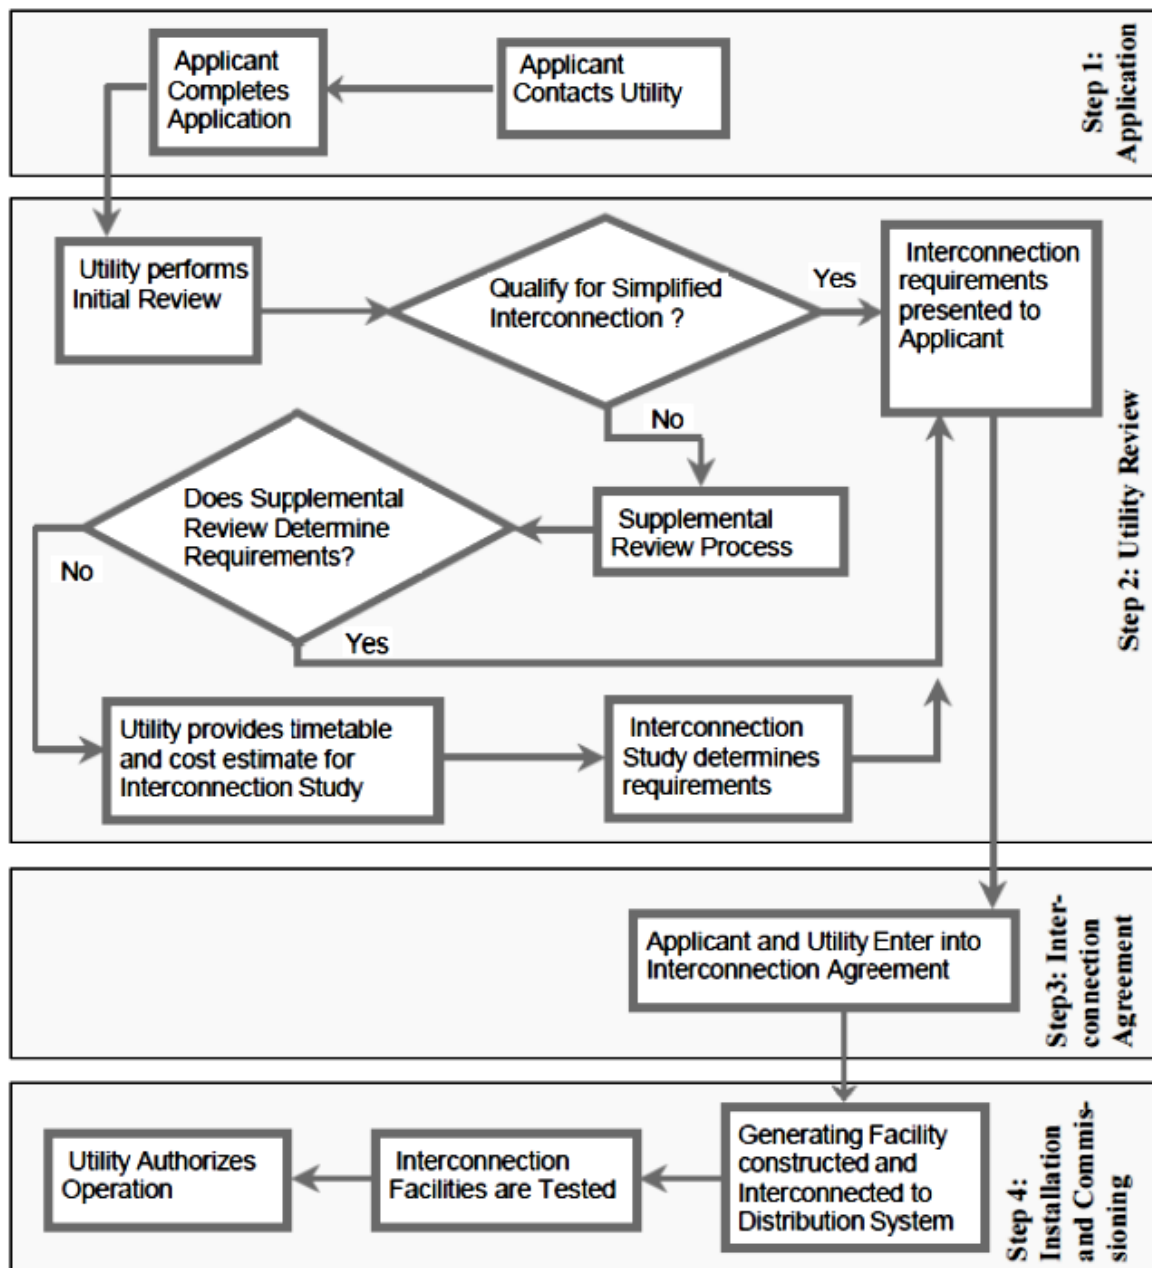 Applicant
Completes
Application
Applicant
Contacts Utility
Step 1:
Application
Utility performs
Initial Review
Qualify for Simplified
Interconnection ?
Yes
No
Interconnection
requirements
presented to
Applicant
Does Supplemental
Review Determine
Requirements?
No
Yes
Supplemental
Review Process
Utility provides timetable
and cost estimate for
Interconnection Study
Interconnection
Study determines
requirements
Step 2: Utility Review
Applicant and Utility Enter into
Interconnection Agreement
Step3: Inter-
connection
Agreement
Utility Authorizes
Operation
Interconnection
Facilities are Tested
Generating Facility
constructed and
Interconnected to
Distribution System
Step 4:
Installation
and Commis-
sioning